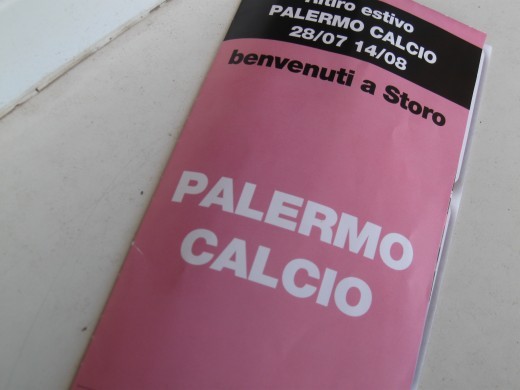 Ritiro estivo
PALERMO CALCIO
28/07 14/08
benvenuti a Storo
PALERMO
CALCIO